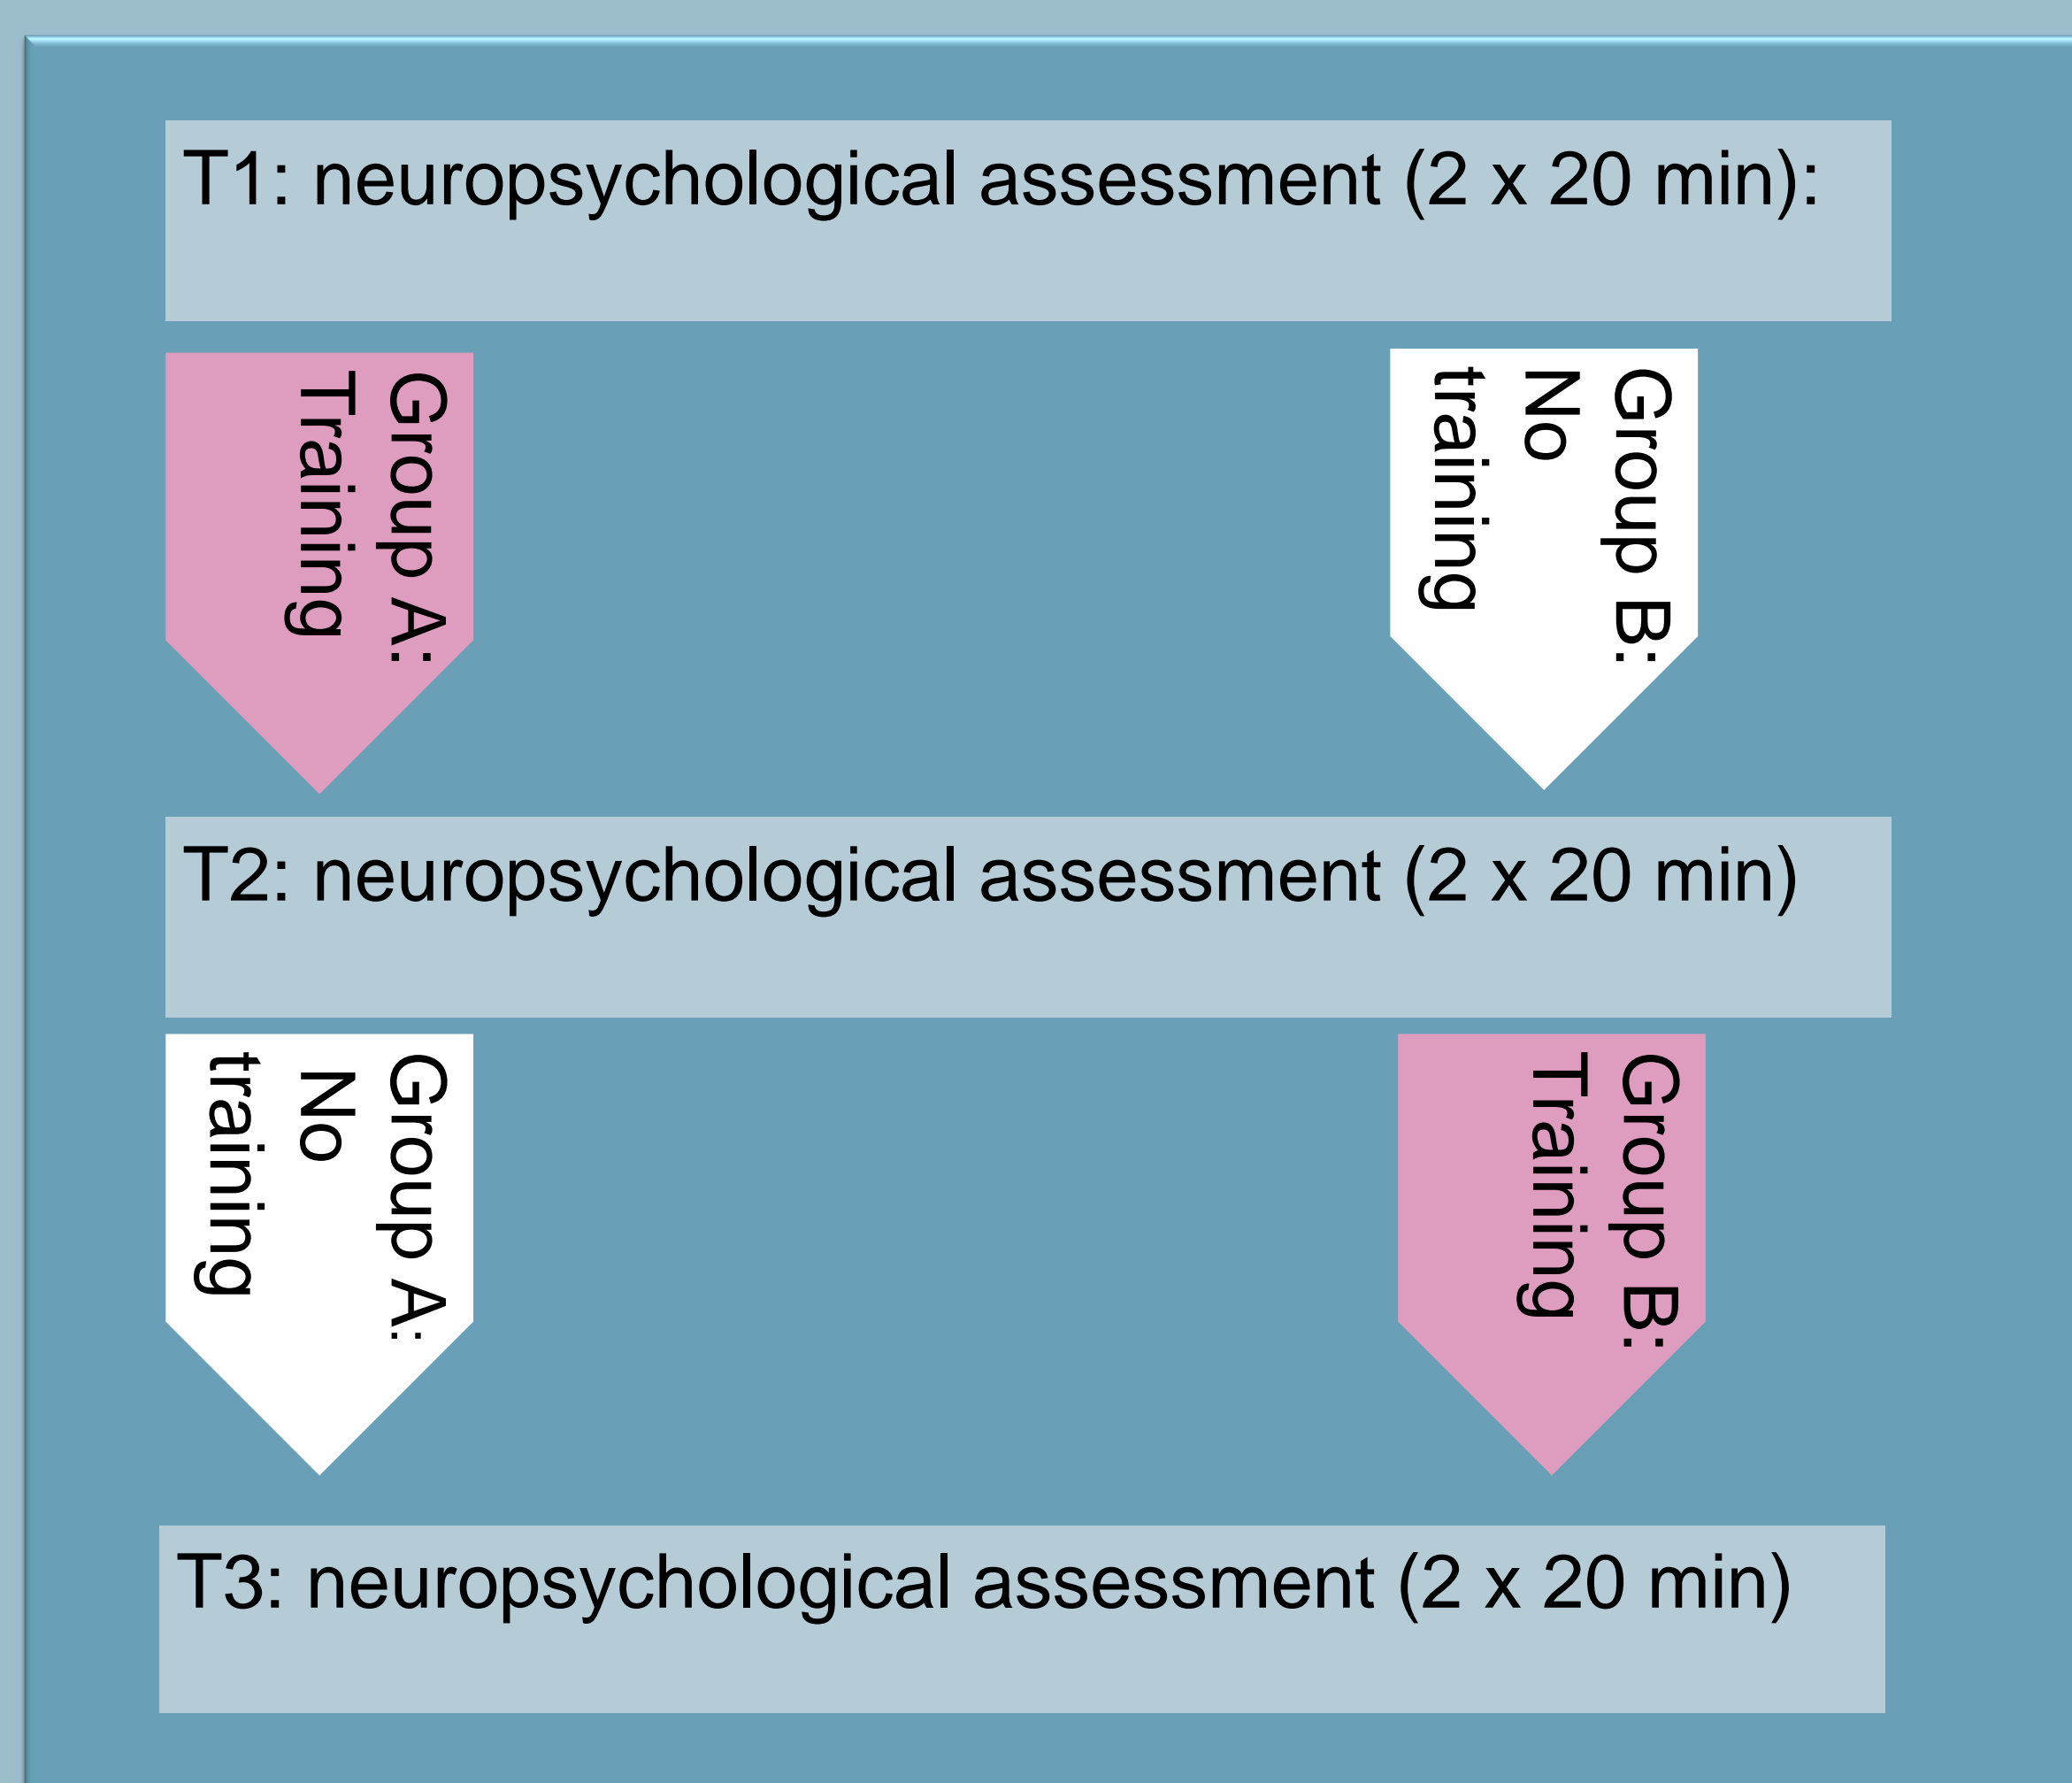 T1: neuropsychological assessment (2 x 20 min):
Group A:
Training
Group B:
No
training
T2: neuropsychological assessment (2 x 20 min)
Group A:
No
training
Group B:
Training
T3: neuropsychological assessment (2 x 20 min)